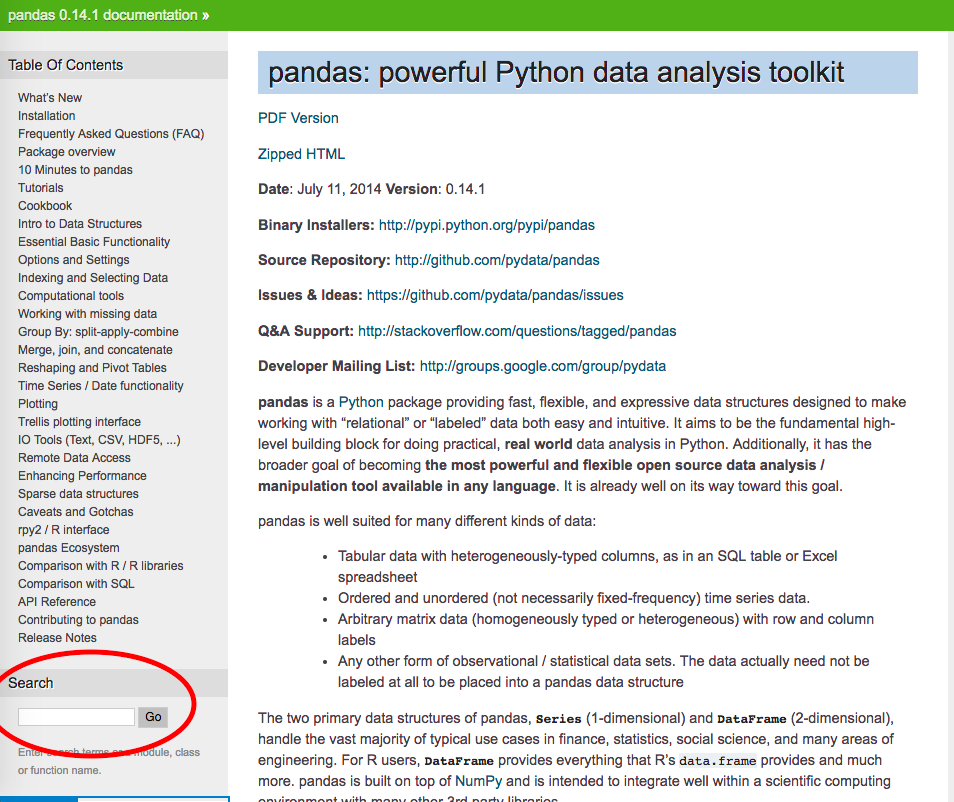 pandas 0.14.1 documentation »
Table Of Contents
What's New
Installation
Frequently Asked Questions (FAQ)
Package overview
10 Minutes to pandas
Tutorials
Cookbook
Intro to Data Structures
Essential Basic Functionality
Options and Settings
Indexing and Selecting Data
Computational tools
Working with missing data
Group By: split-apply-combine
Merge, join, and concatenate
Reshaping and Pivot Tables
Time Series / Date functionality
Plotting
Trellis plotting interface
IO Tools (Text, CSV, HDF5, ...)
Remote Data Access
Enhancing Performance
Sparse data structures
Caveats and Gotchas
rpy2 / R interface
pandas Ecosystem
Comparison with R / R libraries
Comparison with SQL
API Reference
Contributing to pandas
Release Notes
Search
Go
Enter search terms or a module, class
or function name.
pandas: powerful Python data analysis toolkit
PDF Version
Zipped HTML
Date: July 11, 2014 Version: 0.14.1
Binary Installers: http://pypi.python.org/pypi/pandas
Source Repository: http://github.com/pydata/pandas
Issues & Ideas: https://github.com/pydata/pandas/issues
Q&A Support: http://stackoverflow.com/questions/tagged/pandas
Developer Mailing List: http://groups.google.com/group/pydata
pandas is a Python package providing fast, flexible, and expressive data structures designed to make
working with “relational” or “labeled” data both easy and intuitive. It aims to be the fundamental high-
level building block for doing practical, real world data analysis in Python. Additionally, it has the
broader goal of becoming the most powerful and flexible open source data analysis /
manipulation tool available in any language. It is already well on its way toward this goal.
pandas is well suited for many different kinds of data:
• Tabular data with heterogeneously-typed columns, as in an SQL table or Excel
spreadsheet
• Ordered and unordered (not necessarily fixed-frequency) time series data.
• Arbitrary matrix data (homogeneously typed or heterogeneous) with row and column
labels
• Any other form of observational / statistical data sets. The data actually need not be
labeled at all to be placed into a pandas data structure
The two primary data structures of pandas, Series (1-dimensional) and DataFrame (2-dimensional),
handle the vast majority of typical use cases in finance, statistics, social science, and many areas of
engineering. For R users, DataFrame provides everything that R’s data.frame provides and much
more. pandas is built on top of NumPy and is intended to integrate well within a scientific computing
environment with many other 3rd party libraries.